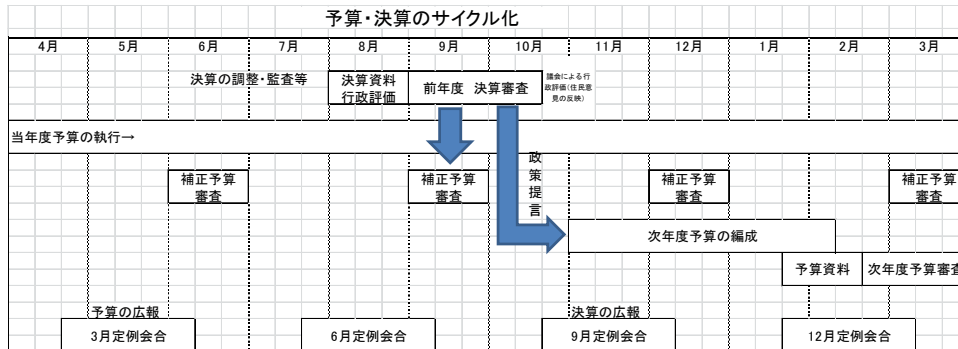 予算・決算のサイクル化
4月 5月 6月 7月 8月 9月 10月 11月 12月 1月 2月 3月
決算の調整・監査等
決算資料
行政評価
前年度 決算審査
議会による行
政評価(住民意
見の反映)
当年度予算の執行→
政策提言
補正予算
審査
補正予算
審査
補正予算
審査
補正予算
審査
次年度予算の編成
予算資料
次年度予算審査
予算の広報
決算の広報
3月定例会合
6月定例会合
9月定例会合
12月定例会合